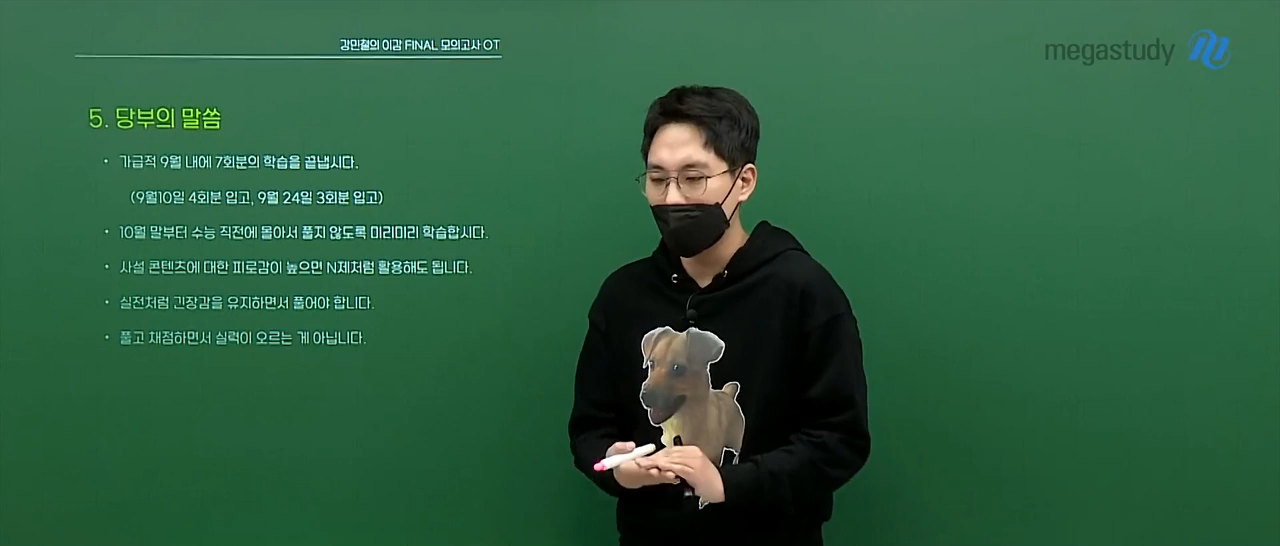 강민철의 이감 FINAL 모의고사 OT
megastudy
5. 당부의 말씀
• 가급적 9월 내에 7회분의 학습을 끝냅시다.
(9월10일 4회분 입고, 9월 24일 3회분 입고)
• 10월 말부터 수능 직전에 몰아서 풀지 않도록 미리미리 학습합시다.
• 사설 콘텐츠에 대한 피로감이 높으면 N제처럼 활용해도 됩니다.
• 실전처럼 긴장감을 유지하면서 풀어야 합니다.
• 풀고 채점하면서 실력이 오르는 게 아닙니다.